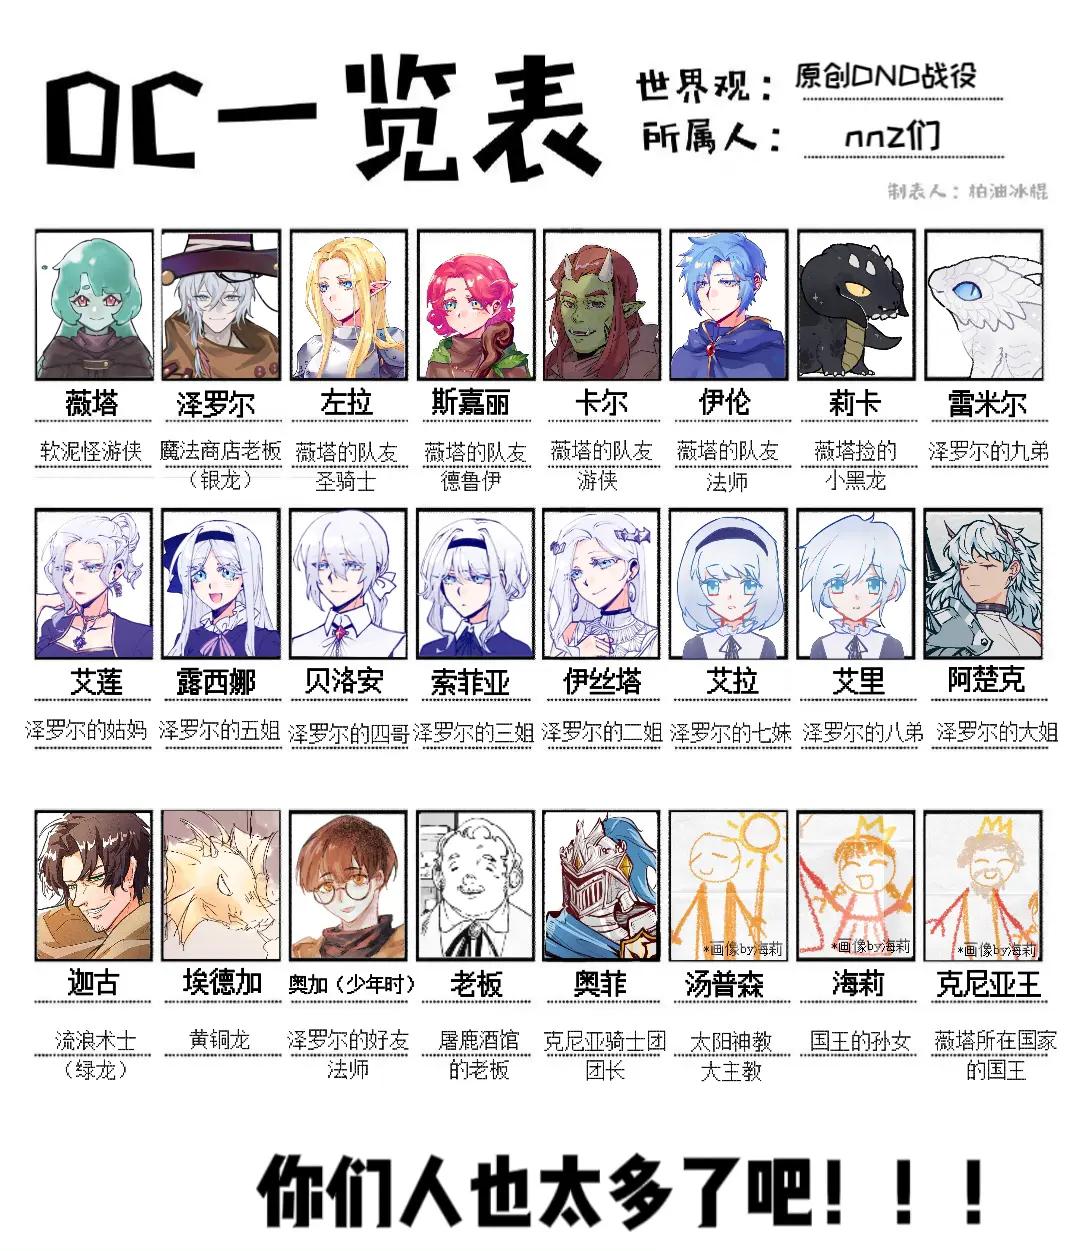 OC一览表
世界观：原创DND战役
所属人：nnz们
制表人：柏油冰棍
薇塔 泽罗尔 左拉 斯嘉丽 卡尔 伊伦 莉卡 雷米尔
软泥怪游侠 魔法商店老板 薇塔的队友 薇塔的队友 薇塔的队友 薇塔的队友 薇塔捡的 泽罗尔的九弟
（银龙） 圣骑士 德鲁伊 游侠 法师 小黑龙
艾莲 露西娜 贝洛安 索菲亚 伊丝塔 艾拉 艾里 阿楚克
泽罗尔的姑妈 泽罗尔的五姐 泽罗尔的四哥 泽罗尔的三姐 泽罗尔的二姐 泽罗尔的七妹 泽罗尔的八弟 泽罗尔的大姐
*画像by海莉 *画像by海莉 *画像by海莉
迦古 埃德加 奥加（少年时） 老板 奥菲 汤普森 海莉 克尼亚王
流浪术士 黄铜龙 泽罗尔的好友 屠鹿酒馆 克尼亚骑士团 太阳神教 国王的孙女 薇塔所在国家
（绿龙） 法师 的老板 团长 大主教 的国王
你们人也太多了吧！！！